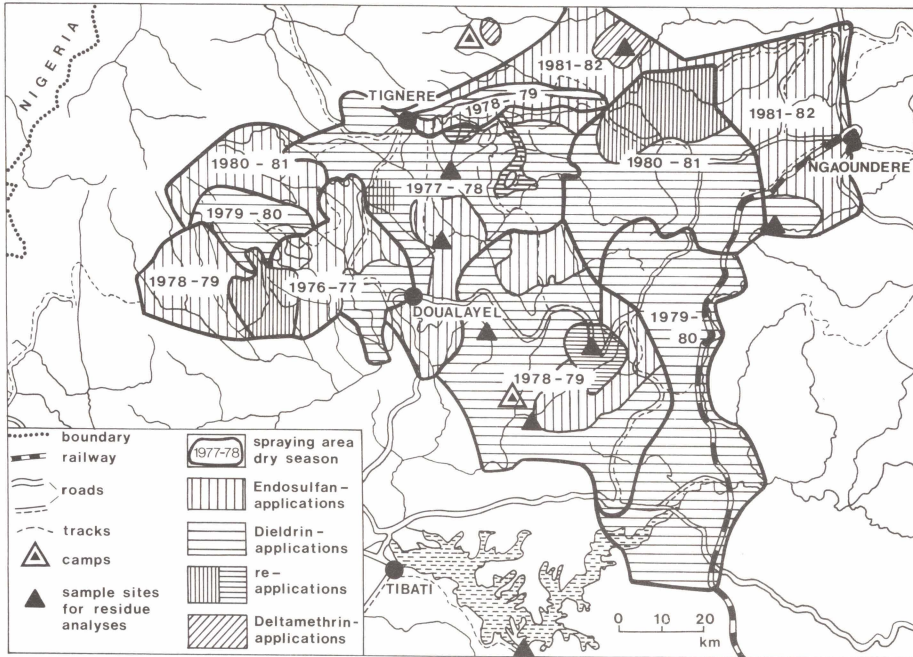 NIGERIA
1981-82
TIGNERE
1978 - 79
1981-82
1980 - 81
1980 - 81
NGAOUNDERE
1977 - 78
1979 - 80
1978 - 79
1976 - 77
DOUALAYEL
1979-
80
1978 - 79
boundary
railway
roads
tracks
camps
sample sites
for residue
analyses
1977-78
spraying area
dry season
Endosulfan-
applications
Dieldrin-
applications
re-
applications
Deltamethrin-
applications
TIBATI
0 10 20
km